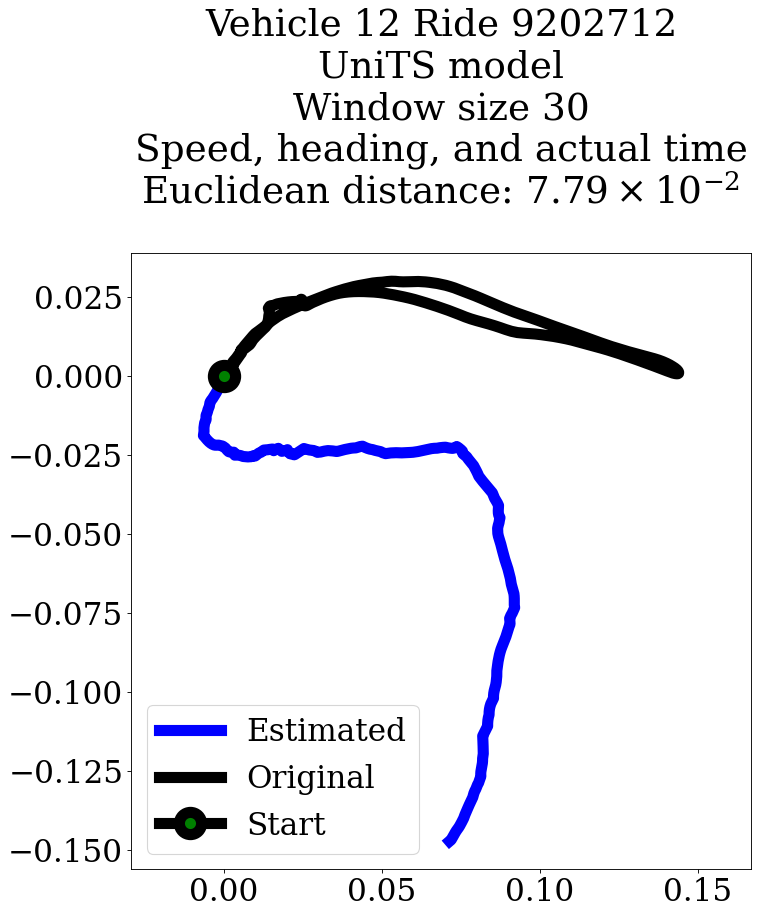 Vehicle 12 Ride 9202712
UniTS model
Window size 30
Speed, heading, and actual time
Euclidean distance: 7.79 × 10⁻²
0.025
0.000
−0.025
−0.050
−0.075
−0.100
−0.125
−0.150
Estimated
Original
Start
0.00 0.05 0.10 0.15